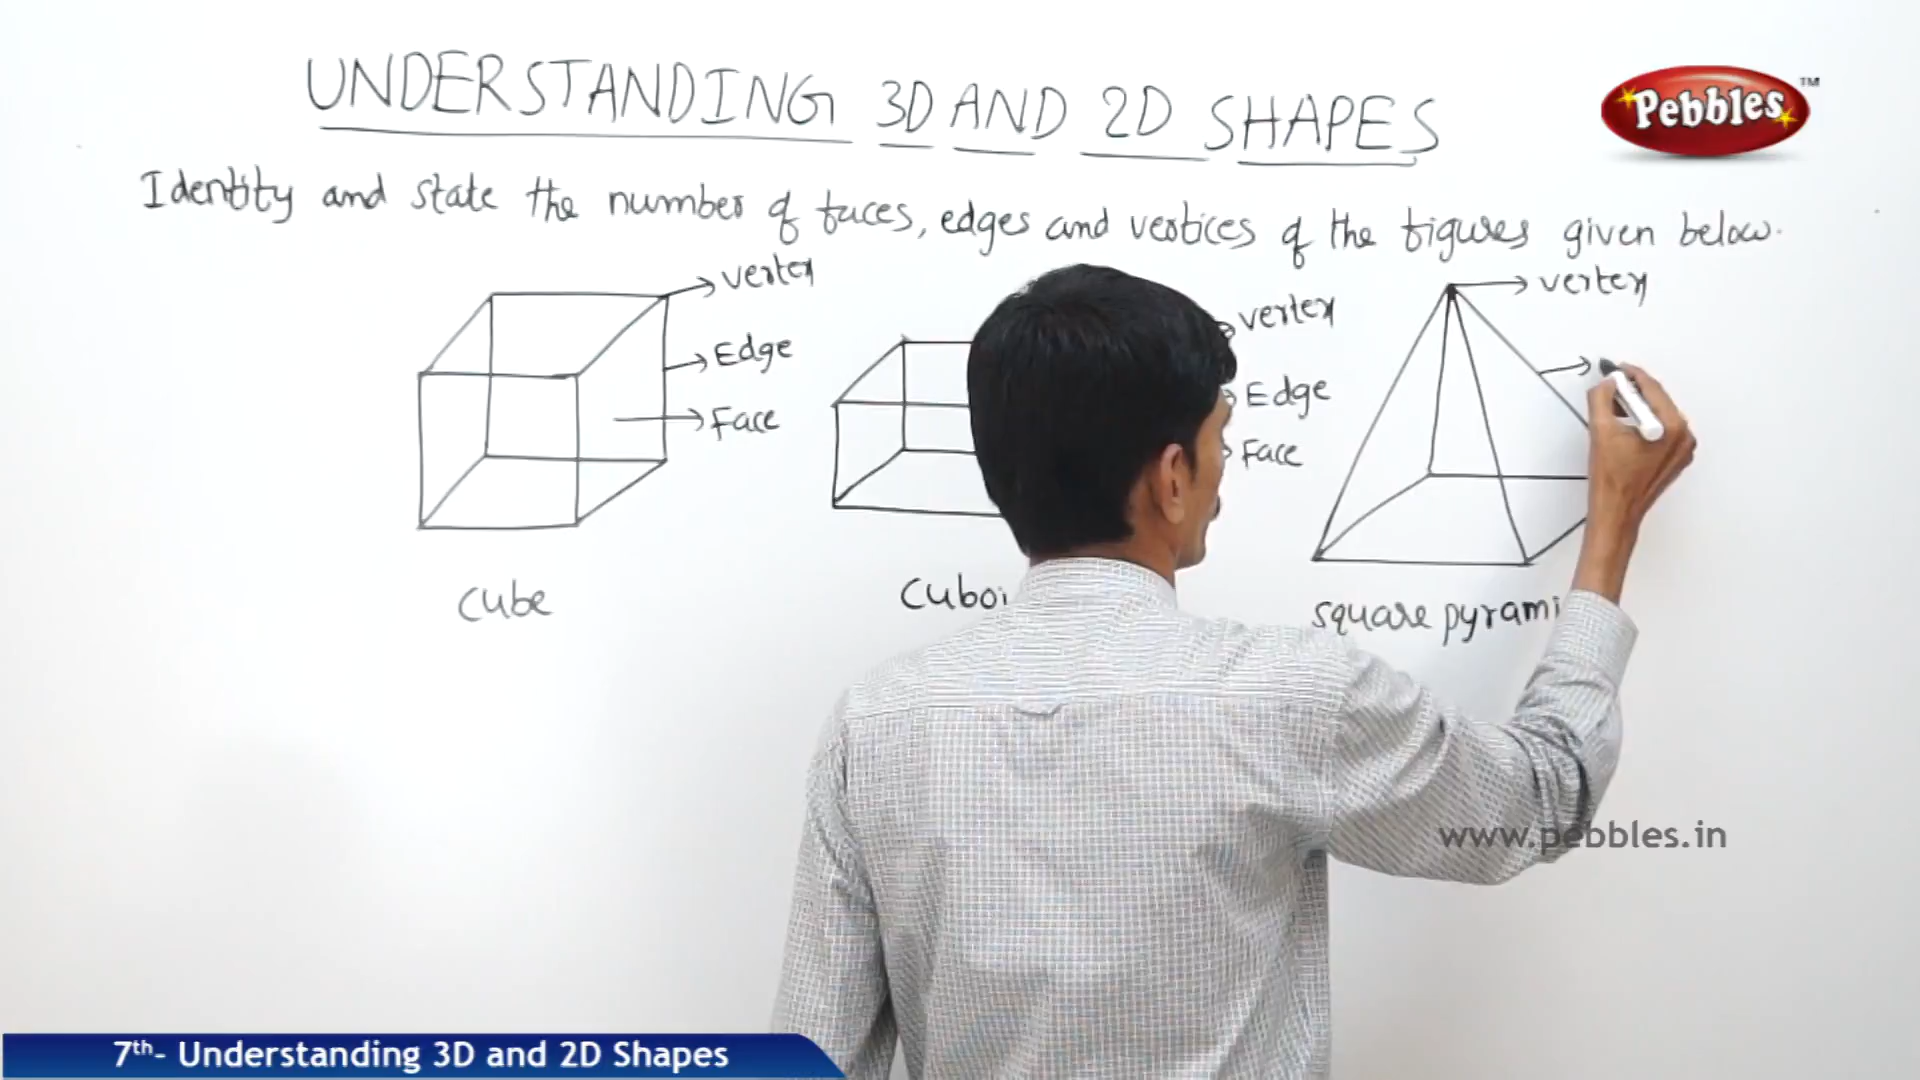 UNDERSTANDING 3D AND 2D SHAPES
Pebbles™
Identity and state the number of faces, edges and vertices of the figures given below.
vertex
Edge
Face
cube
vertex
Edge
Face
cuboi
vertex
square pyrami
www.pebbles.in
7th- Understanding 3D and 2D Shapes